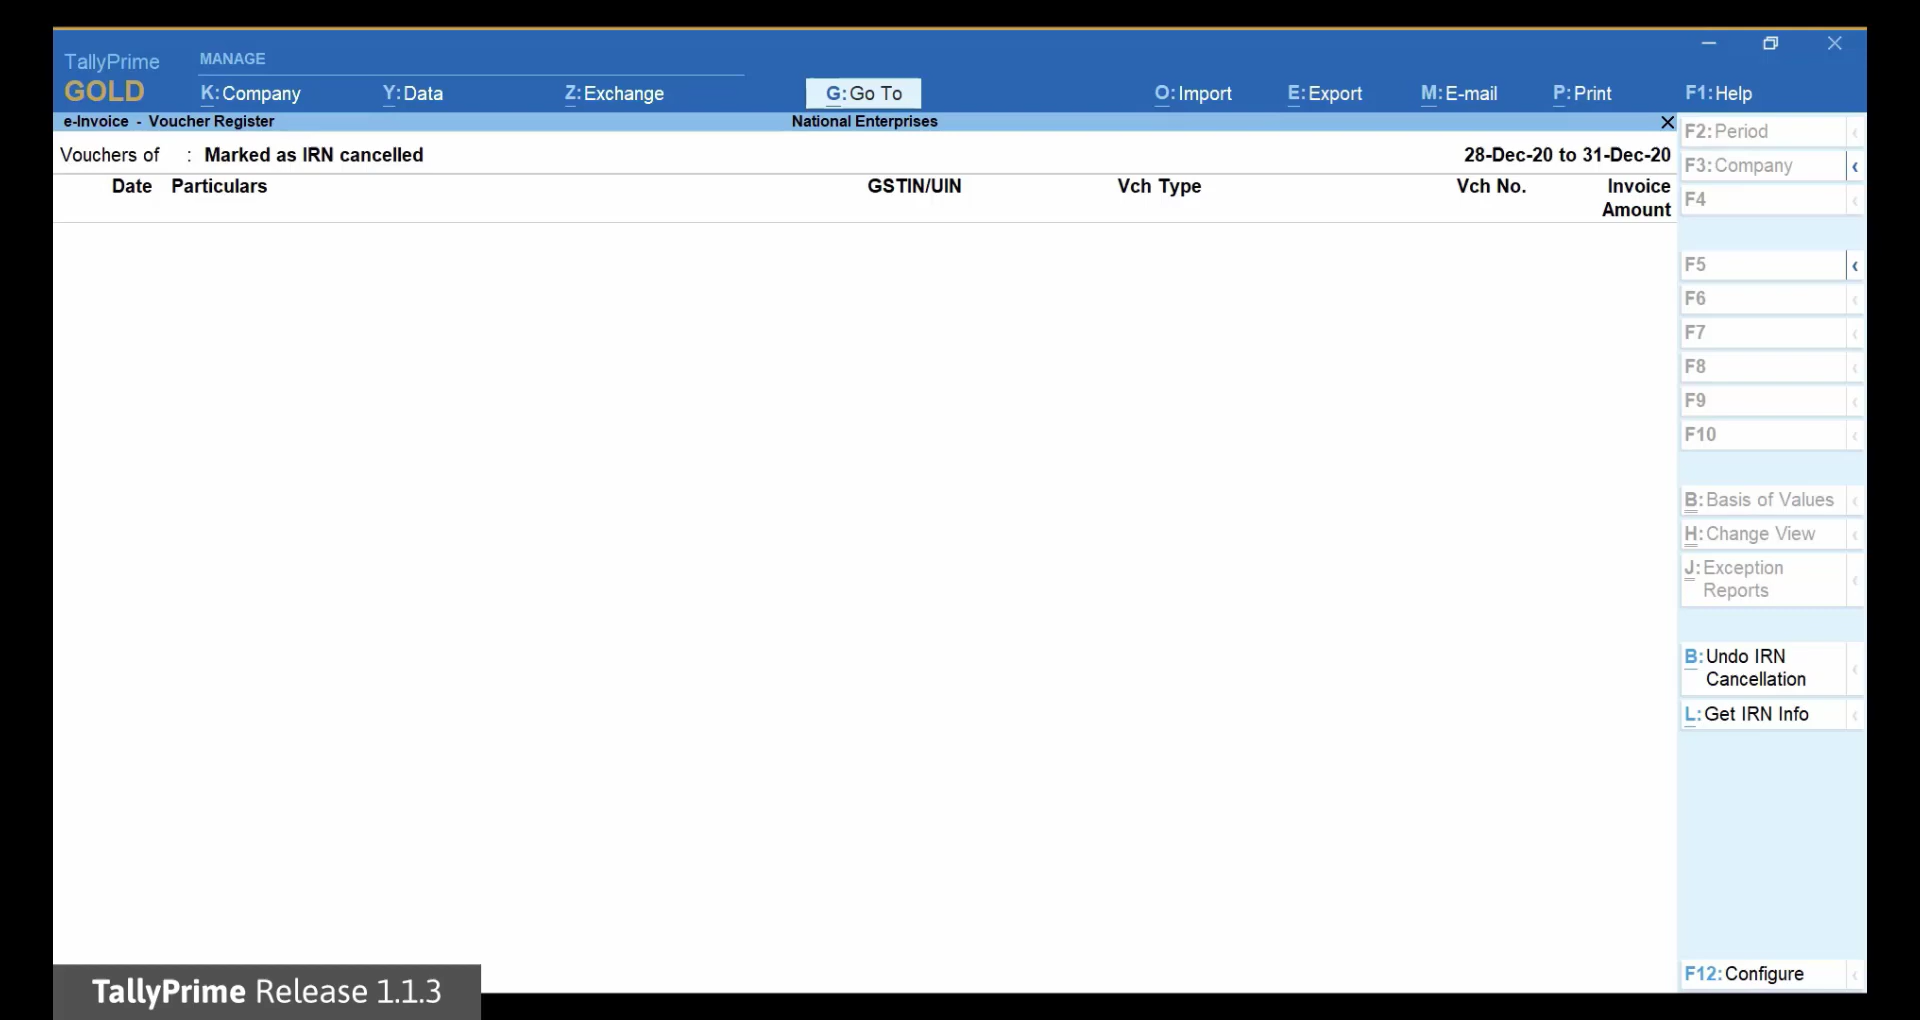 TallyPrime MANAGE
GOLD K:Company Y:Data Z:Exchange G:Go To O:Import E:Export M:E-mail P:Print F1:Help
e-Invoice - Voucher Register National Enterprises
Vouchers of : Marked as IRN cancelled 28-Dec-20 to 31-Dec-20
Date Particulars GSTIN/UIN Vch Type Vch No. Invoice
Amount
F2:Period
F3:Company
F4
F5
F6
F7
F8
F9
F10
B:Basis of Values
H:Change View
J:Exception
Reports
B:Undo IRN
Cancellation
L:Get IRN Info
F12:Configure
TallyPrime Release 1.1.3